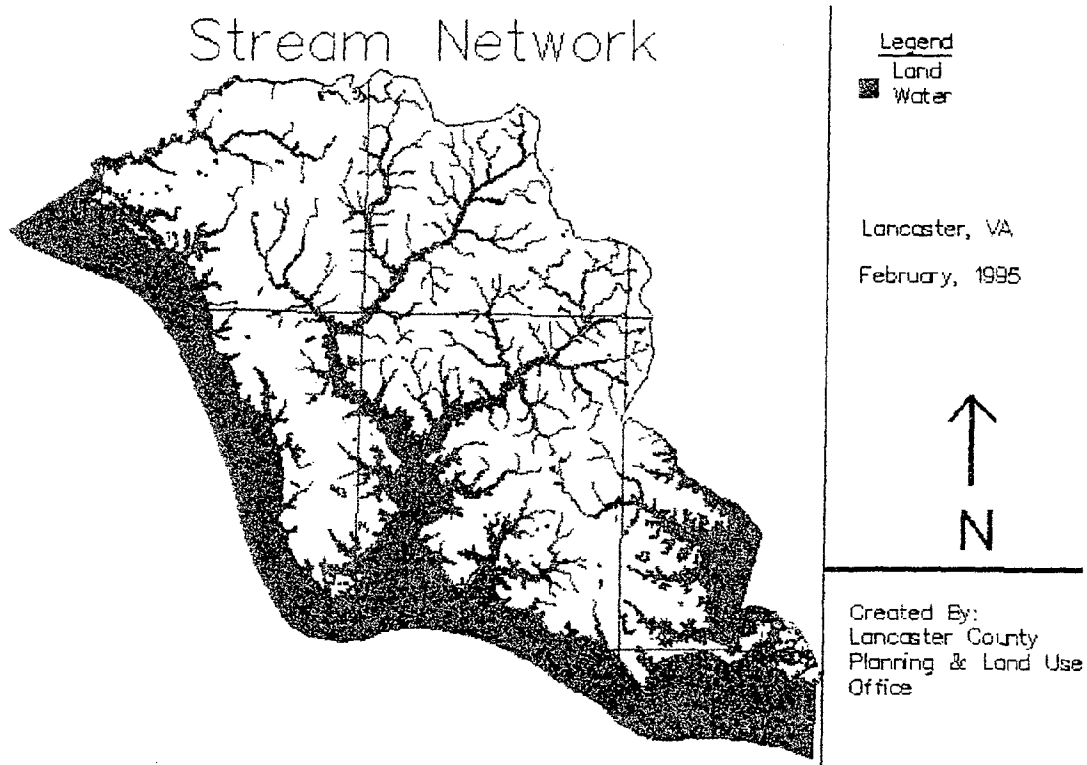 Stream Network
Legend
Land
Water
Lancaster, VA
February, 1995
N
Created By:
Lancaster County
Planning & Land Use
Office